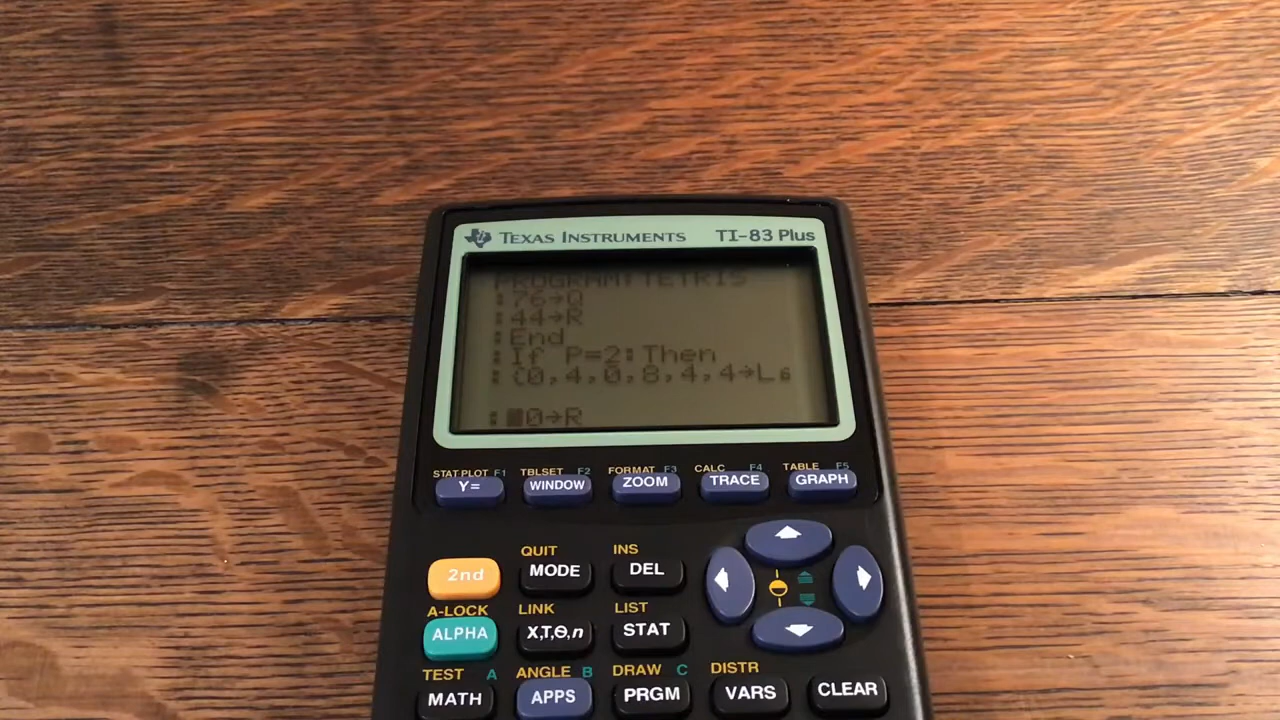 TEXAS INSTRUMENTS TI-83 Plus
PROGRAM:TETRIS
:76→Q
:44→R
:End
:If P=2:Then
:{0,4,0,8,4,4→L₆
:0→R
STAT PLOT F1 TBLSET F2 FORMAT F3 CALC F4 TABLE F5
Y= WINDOW ZOOM TRACE GRAPH
QUIT INS
2nd MODE DEL
A-LOCK LINK LIST
ALPHA X,T,Θ,n STAT
TEST A ANGLE B DRAW C DISTR
MATH APPS PRGM VARS CLEAR